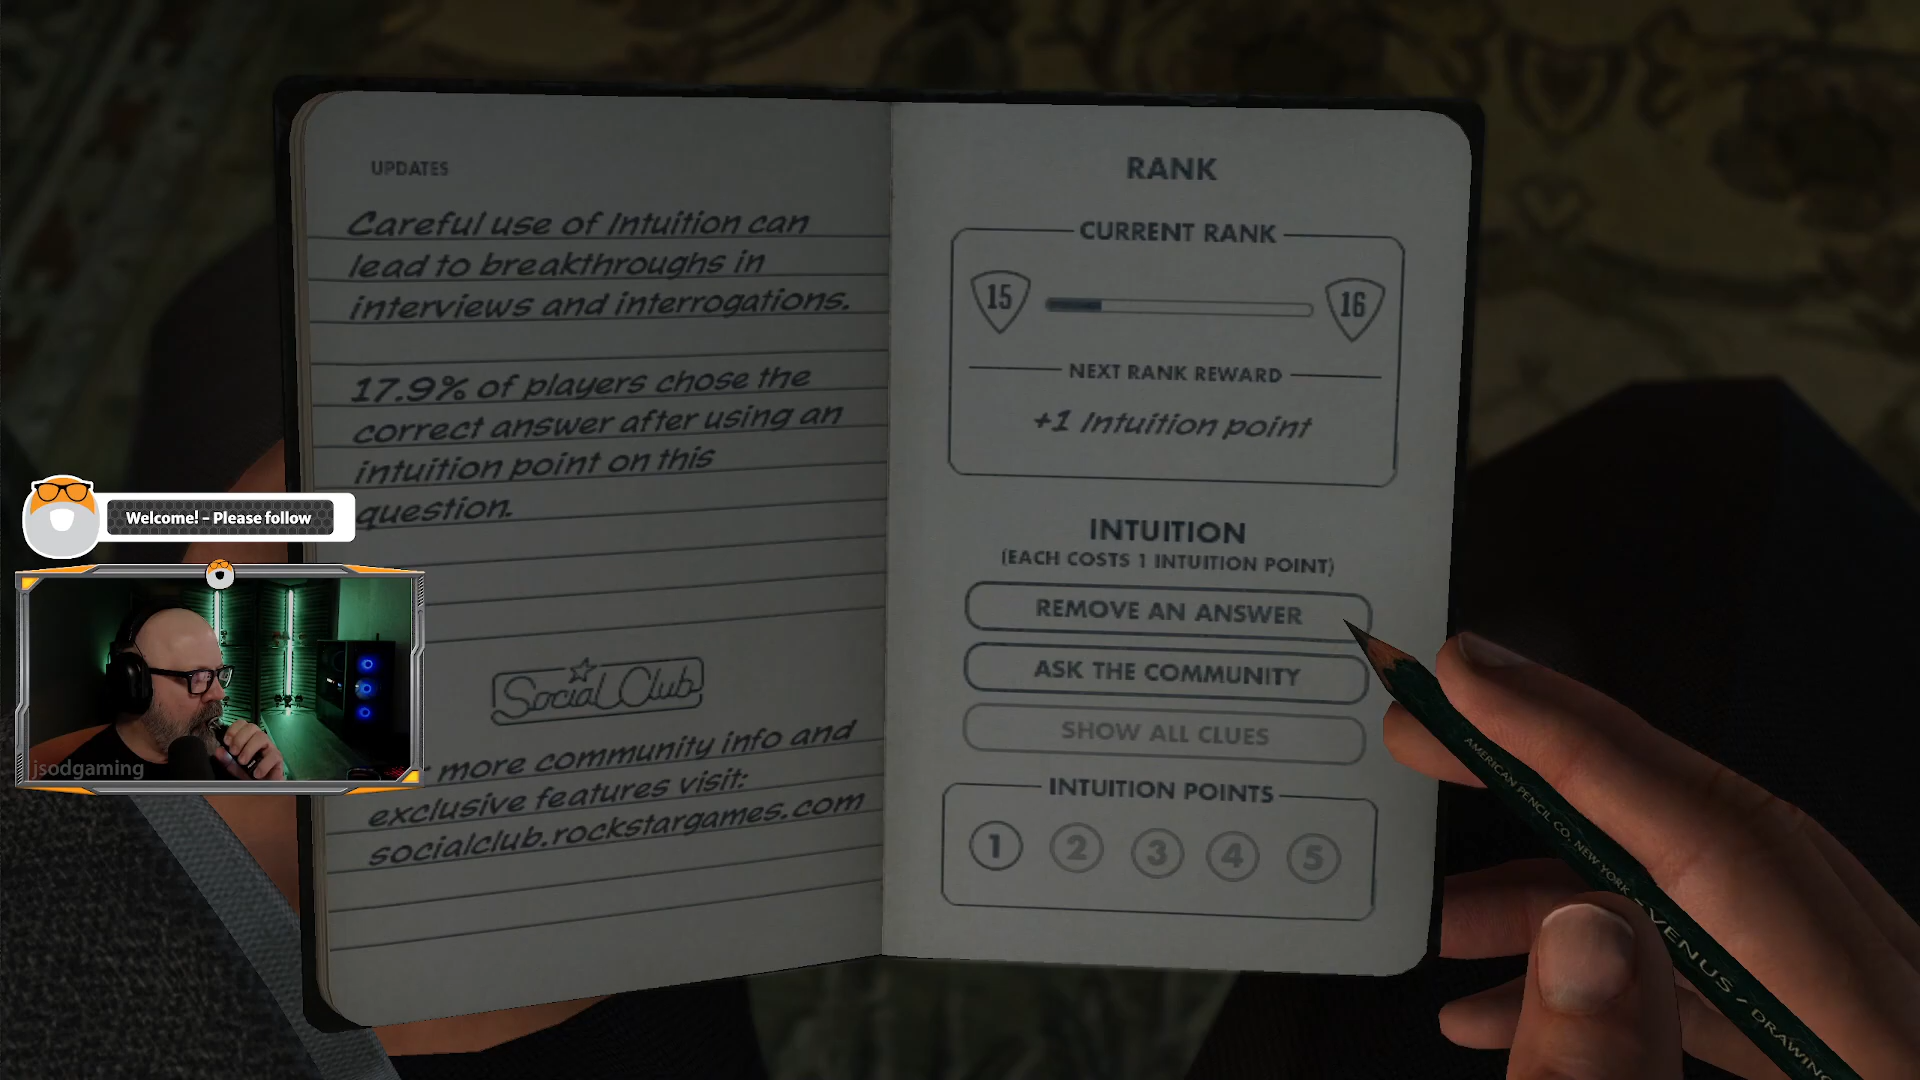 UPDATES
Careful use of Intuition can
lead to breakthroughs in
interviews and interrogations.
17.9% of players chose the
correct answer after using an
intuition point on this
question.
Social Club
more community info and
exclusive features visit:
socialclub.rockstargames.com
RANK
CURRENT RANK
15
16
NEXT RANK REWARD
+1 Intuition point
INTUITION
(EACH COSTS 1 INTUITION POINT)
REMOVE AN ANSWER
ASK THE COMMUNITY
SHOW ALL CLUES
INTUITION POINTS
1 2 3 4 5
Welcome! - Please follow
jsodgaming
AMERICAN PENCIL CO. NEW YORK - VENUS / DRAWING